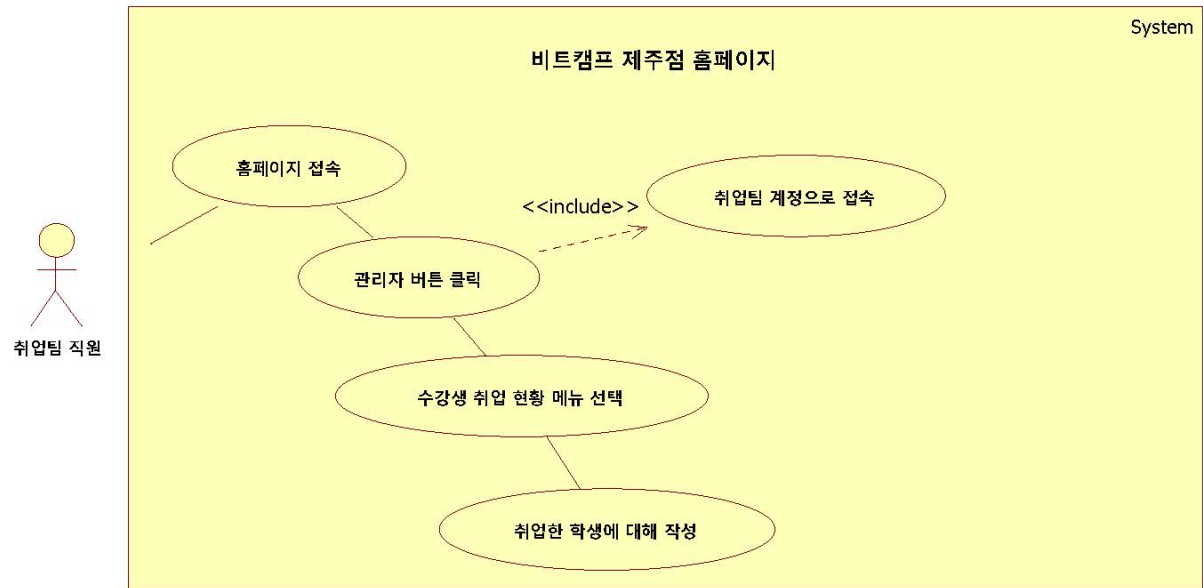 System
비트캠프 제주점 홈페이지
홈페이지 접속
취업팀 계정으로 접속
<<include>>
관리자 버튼 클릭
취업팀 직원
수강생 취업 현황 메뉴 선택
취업한 학생에 대해 작성